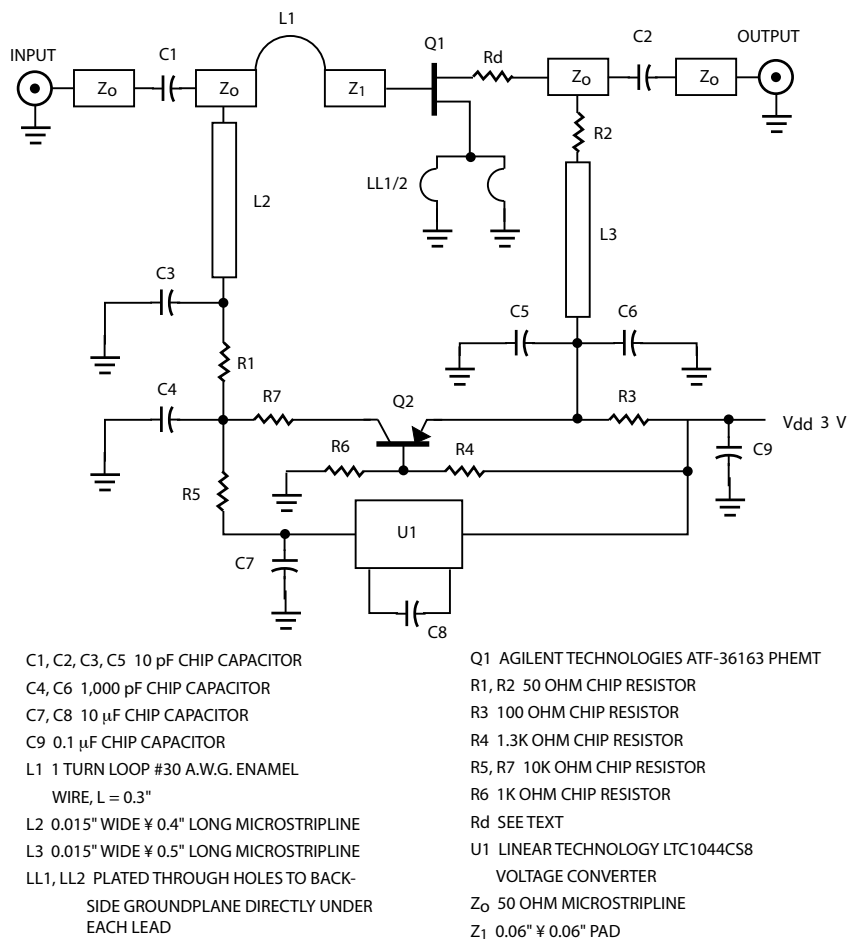 L1
INPUT
C1
Q1
Rd
C2
OUTPUT
Zo
Zo
Z1
Zo
Zo
R2
LL1/2
L2
L3
C3
C5
C6
R1
C4
R7
Q2
R3
Vdd 3 V
R6
R4
C9
R5
U1
C7
C8
C1, C2, C3, C5 10 pF CHIP CAPACITOR
C4, C6 1,000 pF CHIP CAPACITOR
C7, C8 10 µF CHIP CAPACITOR
C9 0.1 µF CHIP CAPACITOR
L1 1 TURN LOOP #30 A.W.G. ENAMEL
WIRE, L = 0.3"
L2 0.015" WIDE ¥ 0.4" LONG MICROSTRIPLINE
L3 0.015" WIDE ¥ 0.5" LONG MICROSTRIPLINE
LL1, LL2 PLATED THROUGH HOLES TO BACK-
SIDE GROUNDPLANE DIRECTLY UNDER
EACH LEAD
Q1 AGILENT TECHNOLOGIES ATF-36163 PHEMT
R1, R2 50 OHM CHIP RESISTOR
R3 100 OHM CHIP RESISTOR
R4 1.3K OHM CHIP RESISTOR
R5, R7 10K OHM CHIP RESISTOR
R6 1K OHM CHIP RESISTOR
Rd SEE TEXT
U1 LINEAR TECHNOLOGY LTC1044CS8
VOLTAGE CONVERTER
Zo 50 OHM MICROSTRIPLINE
Z1 0.06" ¥ 0.06" PAD